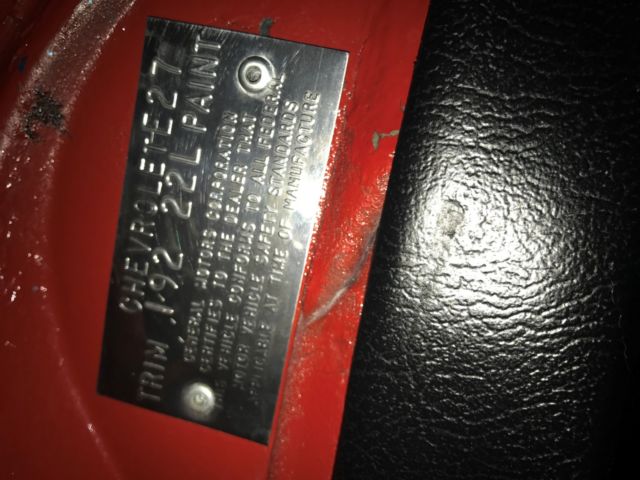 CHEVROLET E27
TRIM 192 22L PAINT
GENERAL MOTORS CORPORATION
CERTIFIES TO THE DEALER THAT
THIS VEHICLE CONFORMS TO ALL FEDERAL
MOTOR VEHICLE SAFETY STANDARDS
APPLICABLE AT TIME OF MANUFACTURE